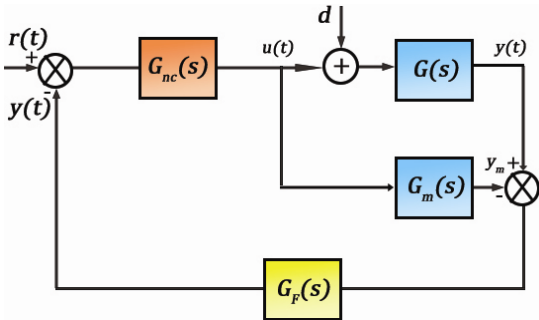 d
r(t)
+
-
G_nc(s)
u(t)
+
G(s)
y(t)
y(t)
y_m
+
-
G_m(s)
G_F(s)